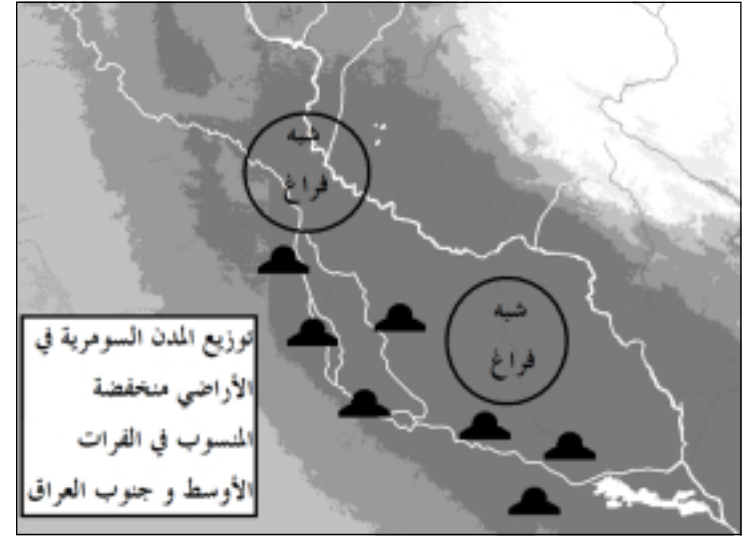 شبه
فراغ
شبه
فراغ
توزيع المدن السومرية في
الأراضي منخفضة
المنسوب في الفرات
الأوسط و جنوب العراق